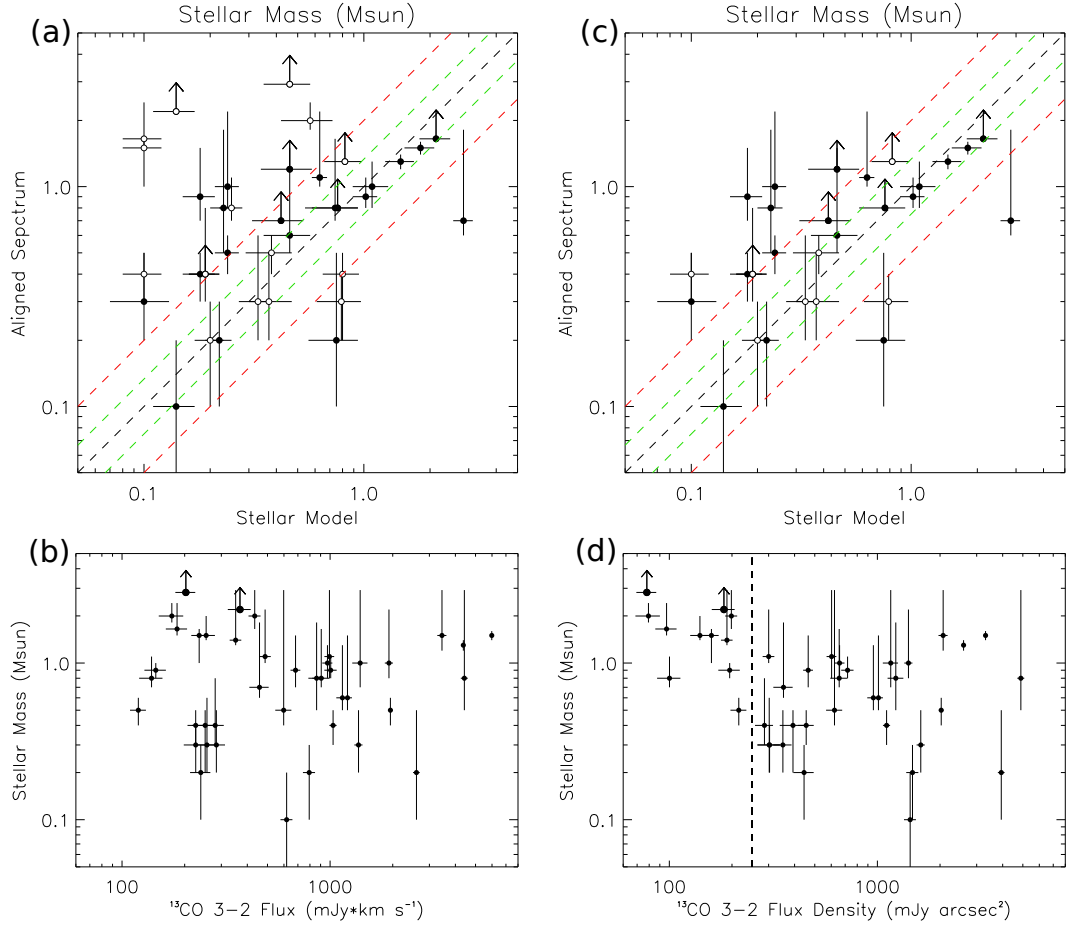 Stellar Mass (Msun)
(a)
1.0
0.1
Aligned Sepctrum
0.1
1.0
Stellar Model
Stellar Mass (Msun)
(c)
1.0
0.1
Aligned Sepctrum
0.1
1.0
Stellar Model
(b)
1.0
0.1
Stellar Mass (Msun)
100
1000
¹³CO 3−2 Flux (mJy*km s⁻¹)
(d)
1.0
0.1
Stellar Mass (Msun)
100
1000
¹³CO 3−2 Flux Density (mJy arcsec²)